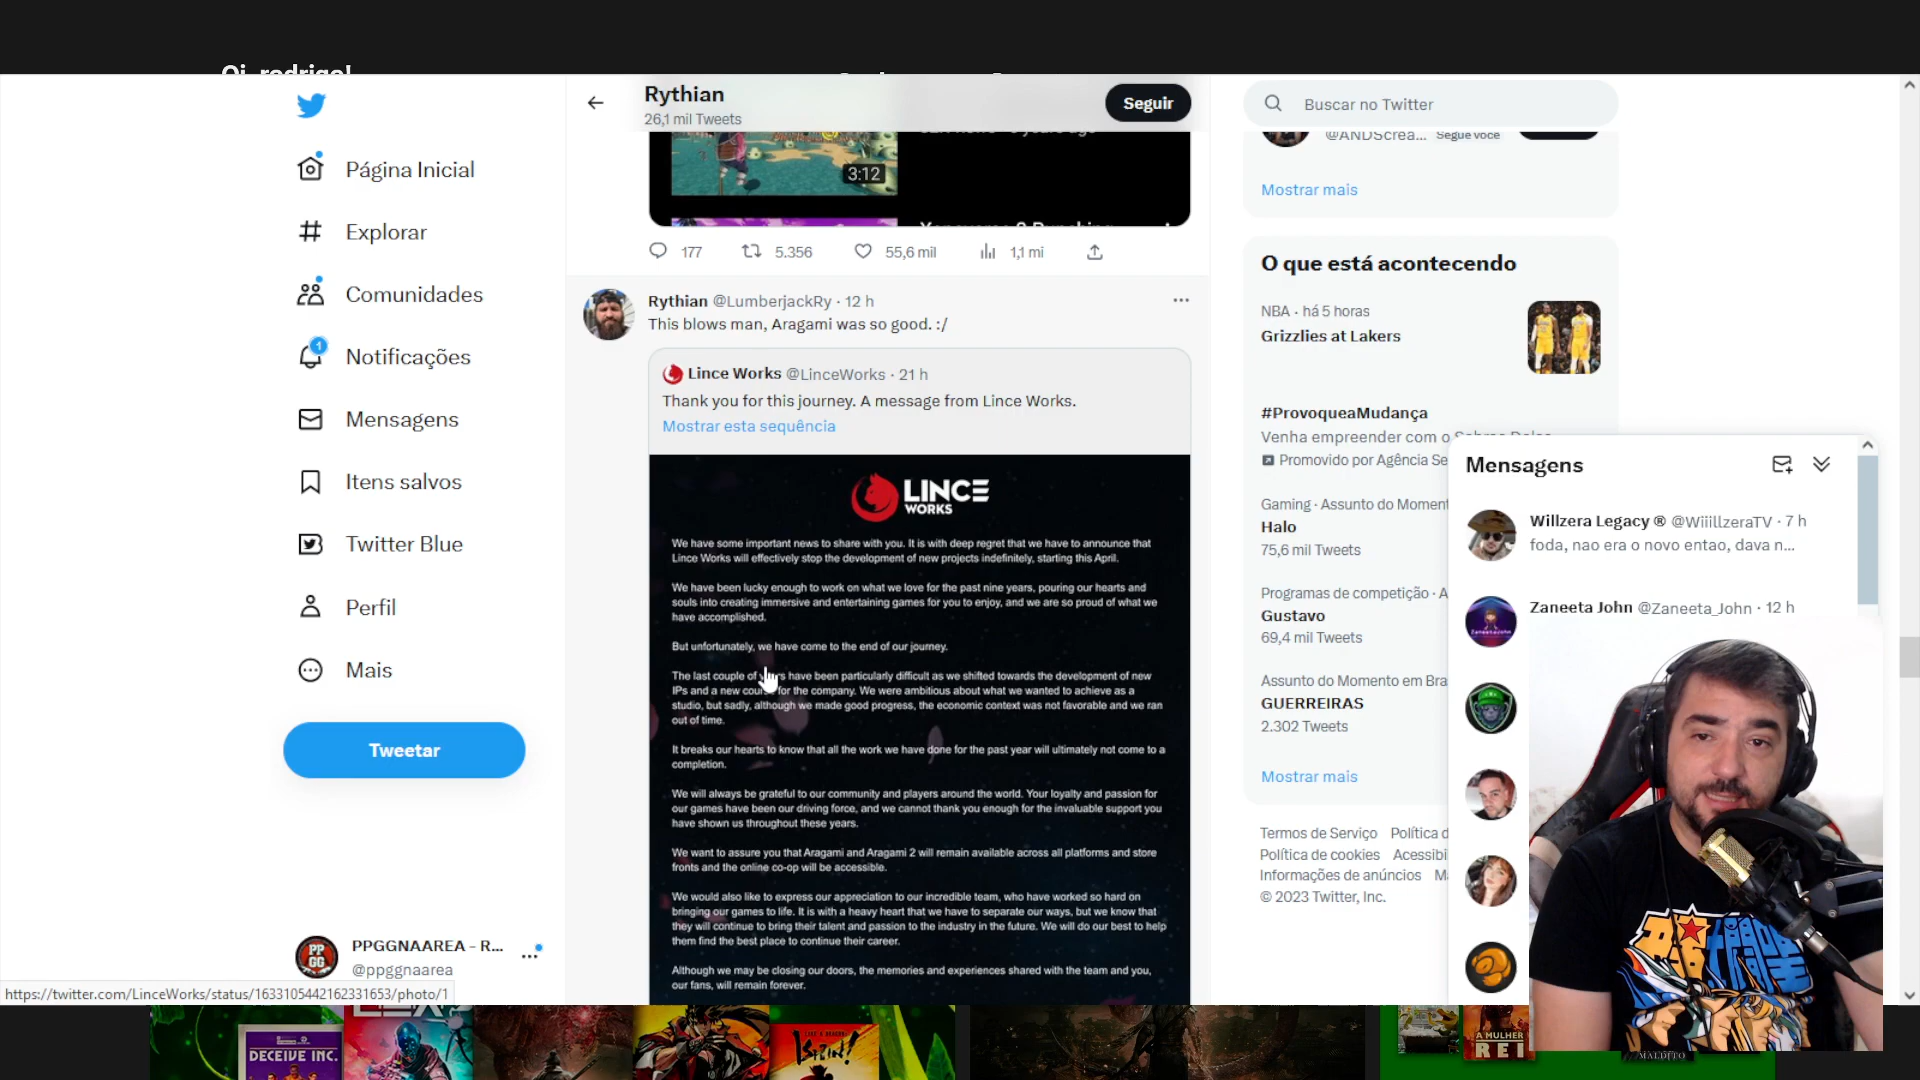 Oi, rodrigo!
Rythian
26,1 mil Tweets
Seguir
Buscar no Twitter
@ANDScrea... Segue você
Mostrar mais
Página Inicial
Explorar
Comunidades
1
Notificações
Mensagens
Itens salvos
Twitter Blue
Perfil
Mais
Tweetar
PP
GG
PPGGNAAREA - R...
@ppggnaarea
https://twitter.com/LinceWorks/status/1633105442162331653/photo/1
3:12
177
5.356
55,6 mil
1,1 mi
Rythian @LumberjackRy · 12 h
This blows man, Aragami was so good. :/
Lince Works @LinceWorks · 21 h
Thank you for this journey. A message from Lince Works.
Mostrar esta sequência
LINCE
WORKS
We have some important news to share with you. It is with deep regret that we have to announce that
Lince Works will effectively stop the development of new projects indefinitely, starting this April.
We have been lucky enough to work on what we love for the past nine years, pouring our hearts and
souls into creating immersive and entertaining games for you to enjoy, and we are so proud of what we
have accomplished.
But unfortunately, we have come to the end of our journey.
The last couple of years have been particularly difficult as we shifted towards the development of new
IPs and a new course for the company. We were ambitious about what we wanted to achieve as a
studio, but sadly, although we made good progress, the economic context was not favorable and we ran
out of time.
It breaks our hearts to know that all the work we have done for the past year will ultimately not come to a
completion.
We will always be grateful to our community and players around the world. Your loyalty and passion for
our games have been our driving force, and we cannot thank you enough for the invaluable support you
have shown us throughout these years.
We want to assure you that Aragami and Aragami 2 will remain available across all platforms and store
fronts and the online co-op will be accessible.
We would also like to express our appreciation to our incredible team, who have worked so hard on
bringing our games to life. It is with a heavy heart that we have to separate our ways, but we know that
they will continue to bring their talent and passion to the industry in the future. We will do our best to help
them find the best place to continue their career.
Although we may be closing our doors, the memories and experiences shared with the team and you,
our fans, will remain forever.
O que está acontecendo
NBA · há 5 horas
Grizzlies at Lakers
#ProvoqueaMudança
Venha empreender com o
Promovido por Agência Se
Gaming · Assunto do Moment
Halo
75,6 mil Tweets
Programas de competição · A
Gustavo
69,4 mil Tweets
Assunto do Momento em Bra
GUERREIRAS
2.302 Tweets
Mostrar mais
Termos de Serviço Política d
Política de cookies Acessibi
Informações de anúncios M
© 2023 Twitter, Inc.
Mensagens
Willzera Legacy ® @WiiillzeraTV · 7 h
foda, nao era o novo entao, dava n...
Zaneeta John @Zaneeta_John · 12 h
DECEIVE INC.
ISHIN!
A MULHER
REI
MALDITO